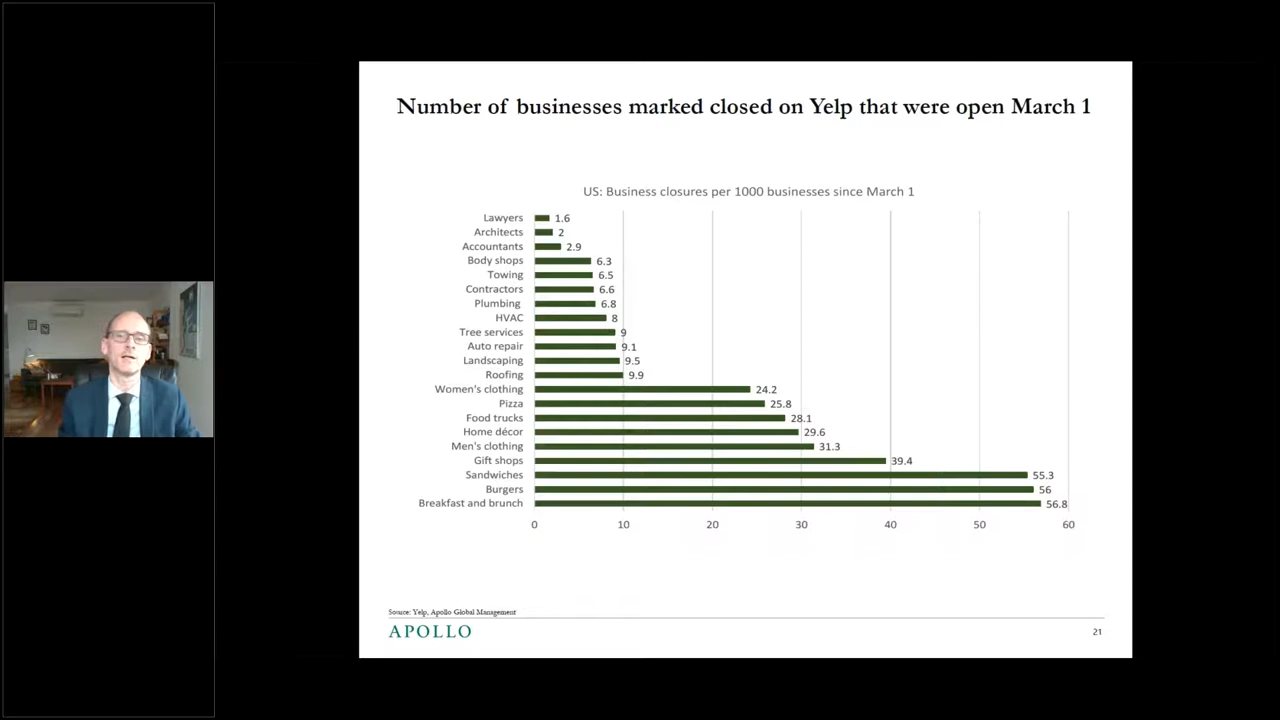 Number of businesses marked closed on Yelp that were open March 1
US: Business closures per 1000 businesses since March 1
Lawyers 1.6
Architects 2
Accountants 2.9
Body shops 6.3
Towing 6.5
Contractors 6.6
Plumbing 6.8
HVAC 8
Tree services 9
Auto repair 9.1
Landscaping 9.5
Roofing 9.9
Women's clothing 24.2
Pizza 25.8
Food trucks 28.1
Home décor 29.6
Men's clothing 31.3
Gift shops 39.4
Sandwiches 55.3
Burgers 56
Breakfast and brunch 56.8
0 10 20 30 40 50 60
Source: Yelp, Apollo Global Management
APOLLO 21